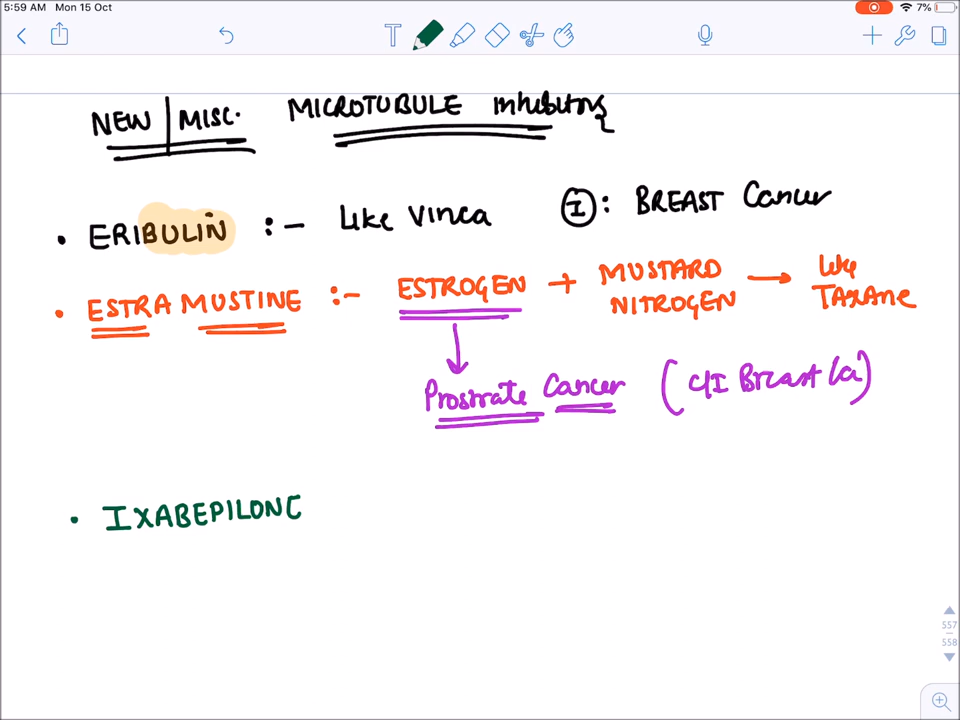 5:59 AM Mon 15 Oct 7%
T
NEW | MISC. MICROTUBULE Inhibitors
• ERIBULIN :- Like Vinca I : BREAST Cancer
• ESTRA MUSTINE :- ESTROGEN + MUSTARD NITROGEN → like TAXANE
Prostrate Cancer (C/I Breast Ca)
• IXABEPILONE
557
558